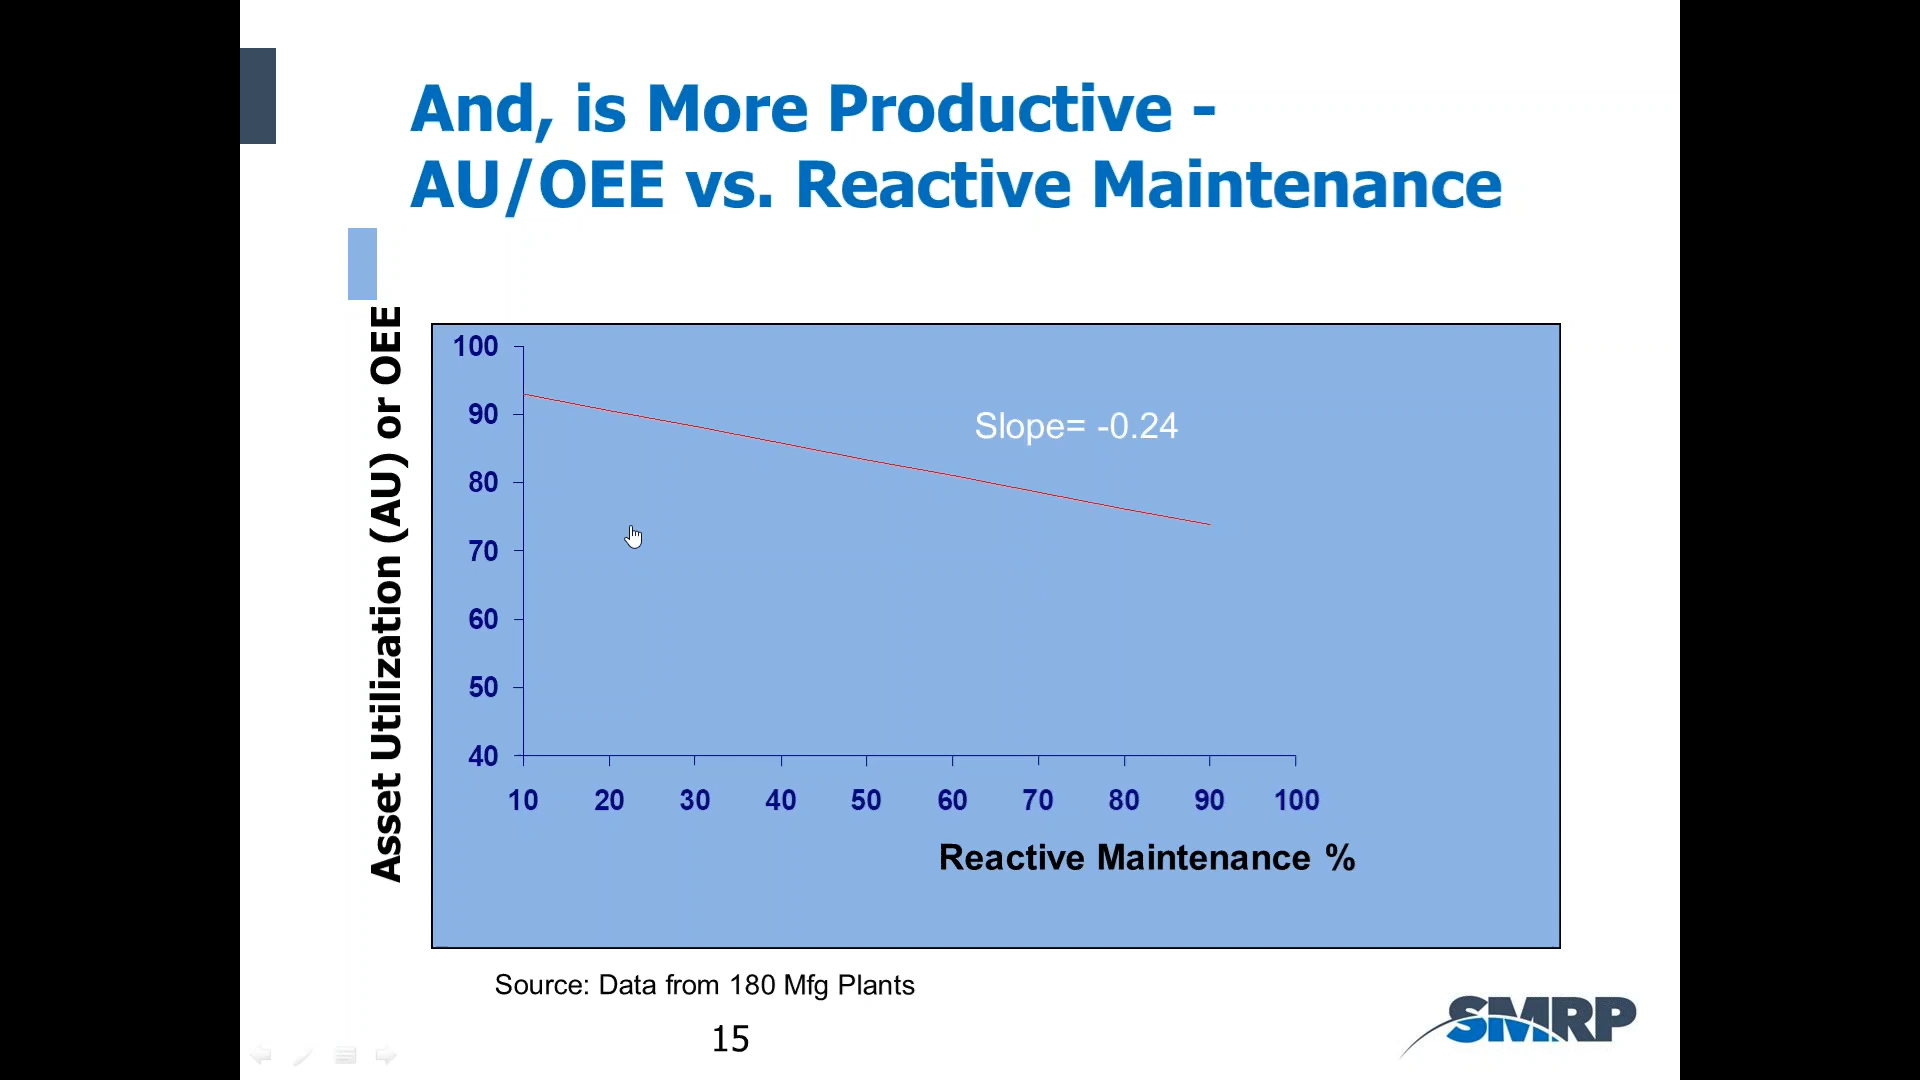 And, is More Productive -
AU/OEE vs. Reactive Maintenance
Asset Utilization (AU) or OEE
100
90
80
70
60
50
40
Slope= -0.24
10 20 30 40 50 60 70 80 90 100
Reactive Maintenance %
Source: Data from 180 Mfg Plants
15
SMRP